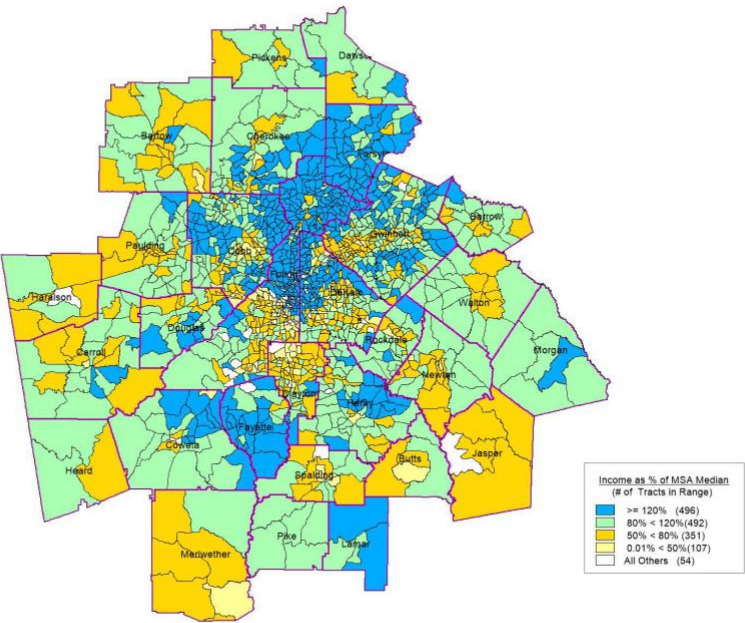 Pickens
Daws
Bartow
Cherokee
Forsyth
Barrow
Paulding
Cobb
Gwinnett
Haralson
Fulton
Dekalb
Walton
Douglas
Rockdale
Carroll
Morgan
Newton
Clayton
Henry
Fayette
Coweta
Heard
Spalding
Butts
Jasper
Pike
Lamar
Meriwether
Income as % of MSA Median
(# of Tracts in Range)
>= 120% (496)
80% < 120%(492)
50% < 80% (351)
0.01% < 50%(107)
All Others (54)